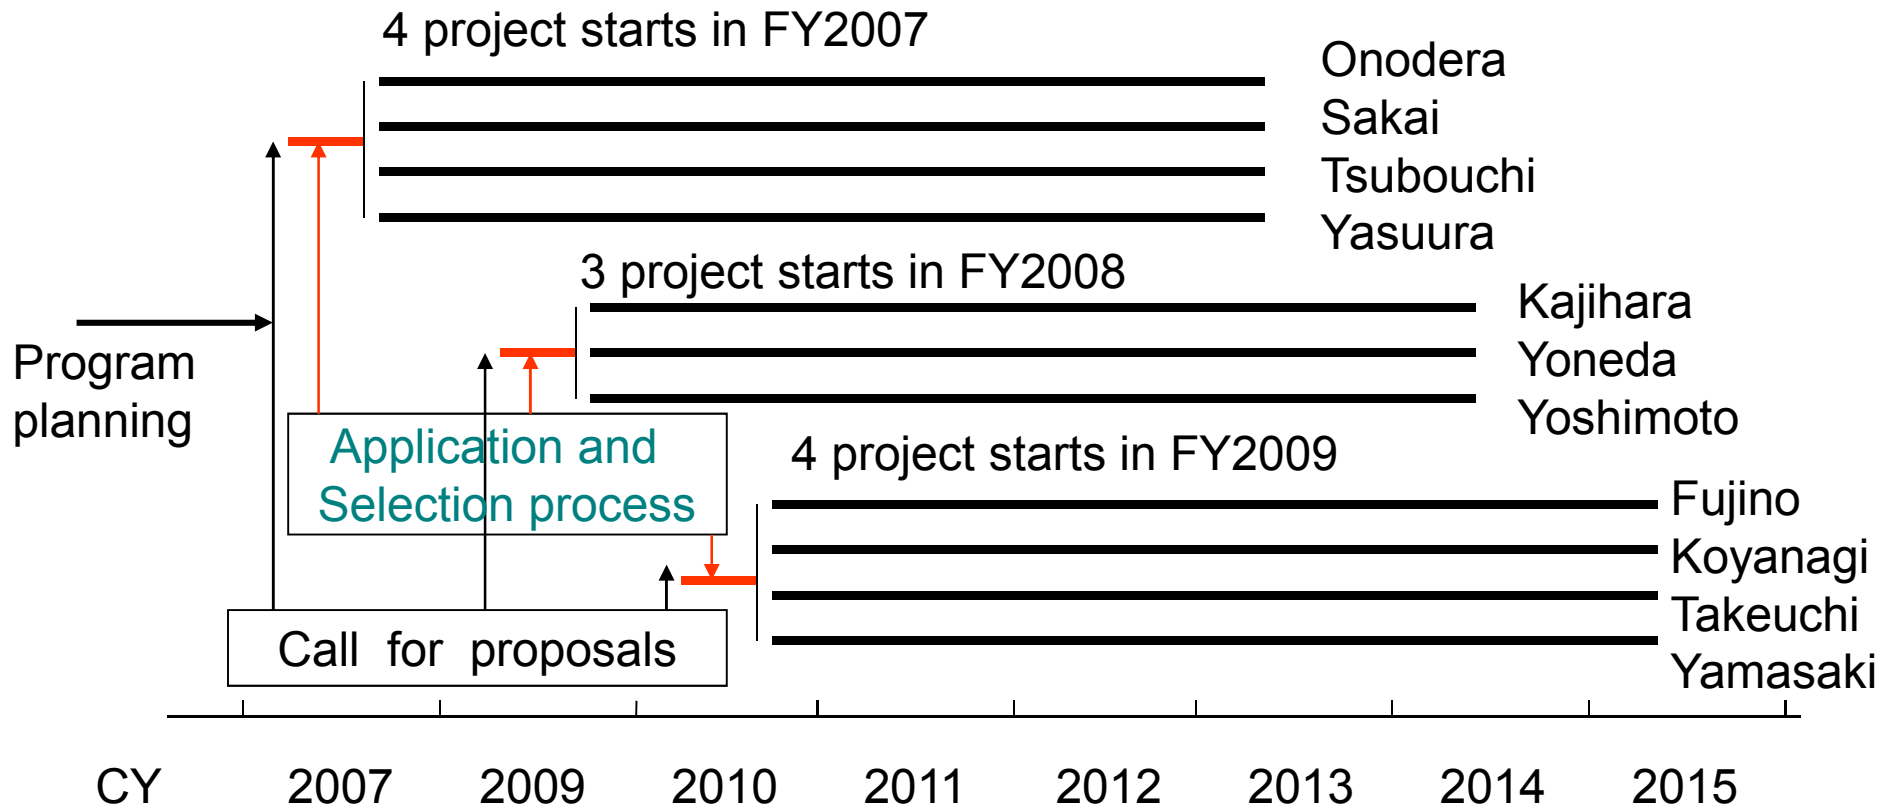 4 project starts in FY2007
Onodera
Sakai
Tsubouchi
Yasuura
3 project starts in FY2008
Kajihara
Yoneda
Yoshimoto
Program
planning
Application and
Selection process
4 project starts in FY2009
Fujino
Koyanagi
Takeuchi
Yamasaki
Call for proposals
CY 2007 2009 2010 2011 2012 2013 2014 2015